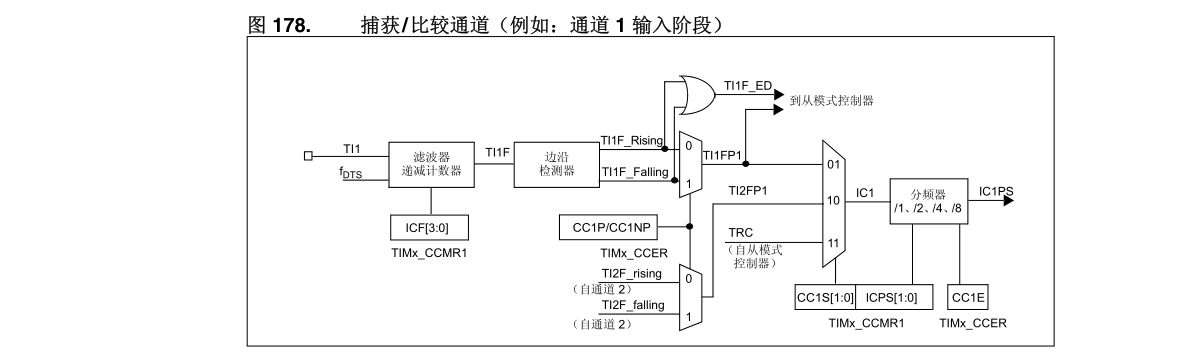 图 178. 捕获/比较通道（例如：通道 1 输入阶段）
TI1F_ED
到从模式控制器
TI1
fDTS
滤波器
递减计数器
TI1F
边沿
检测器
TI1F_Rising
TI1F_Falling
0
1
TI1FP1
01
TI2FP1
10
IC1
分频器
/1、/2、/4、/8
IC1PS
ICF[3:0]
TIMx_CCMR1
CC1P/CC1NP
TIMx_CCER
TRC
11
（自从模式
控制器）
TI2F_rising
0
（自通道 2）
TI2F_falling
1
（自通道 2）
CC1S[1:0]
ICPS[1:0]
CC1E
TIMx_CCMR1
TIMx_CCER